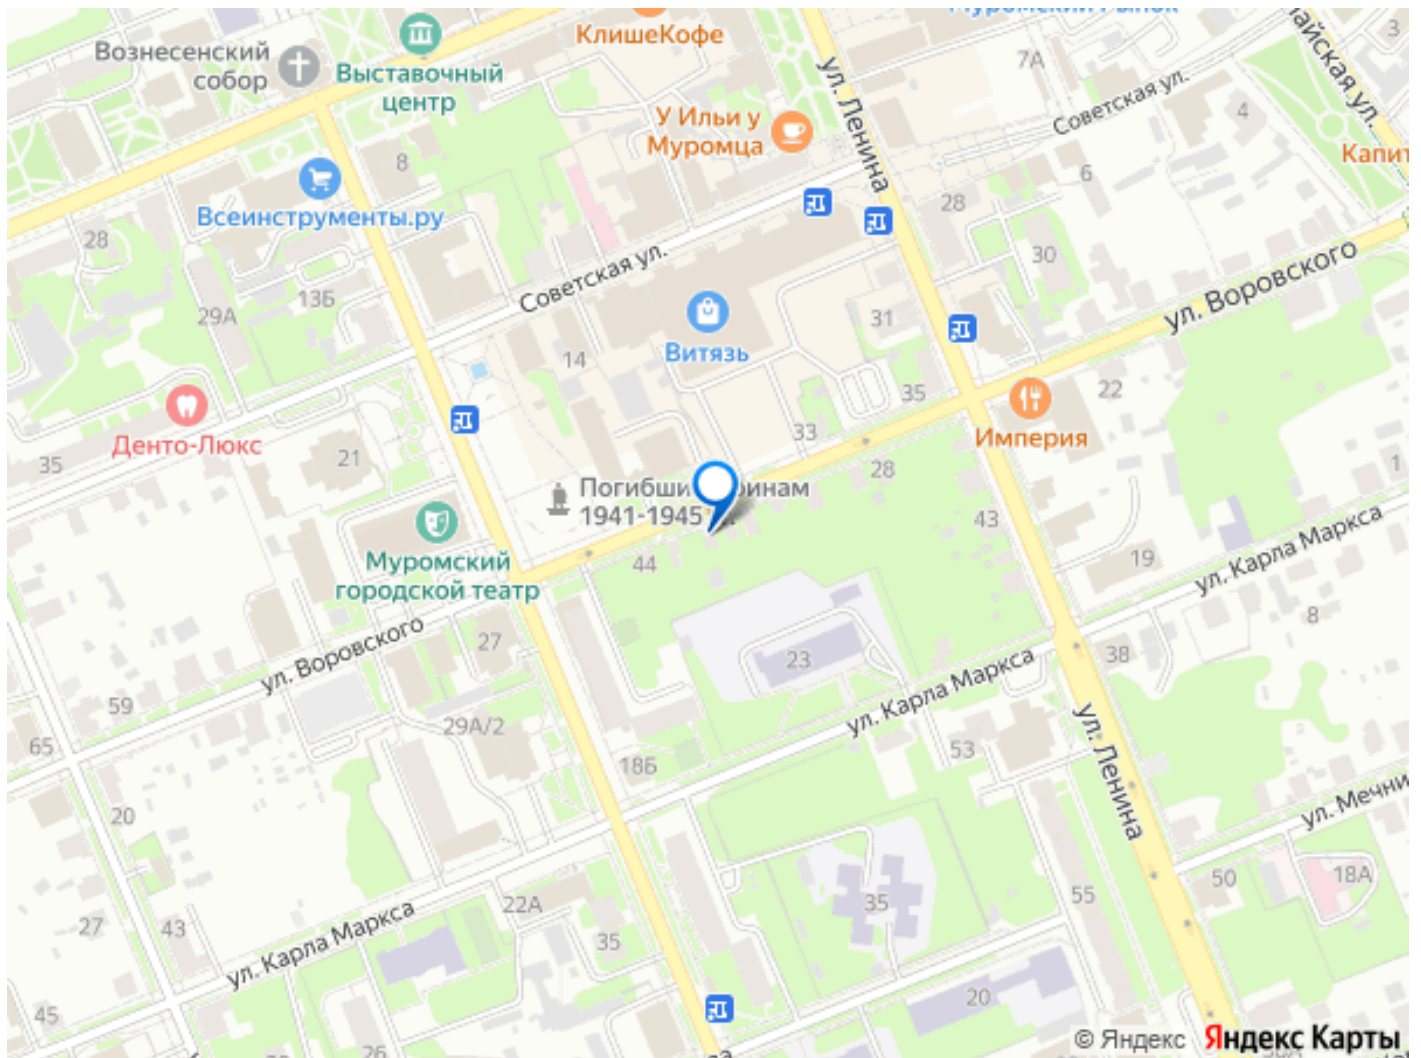 Муромский Рынок
КлишеКофе
Вознесенский
собор
Выставочный
центр
7А
3
ул. Ленина
Советская ул.
4
У Ильи у
Муромца
Капит
8
6
Всеинструменты.ру
28
28
30
Советская ул.
ул. Воровского
13Б
29А
31
Витязь
14
35
22
Империя
Денто-Люкс
33
35
21
28
1
Погибши
инам
1941-1945
43
Муромский
городской театр
44
19
ул. Карла Маркса
8
27
ул. Воровского
23
38
ул. Карла Маркса
59
29А/2
65
53
18Б
ул. Ленина
20
ул. Мечни
50
18А
55
22А
35
27
43
ул. Карла Маркса
35
20
45
26
© Яндекс Яндекс Карты